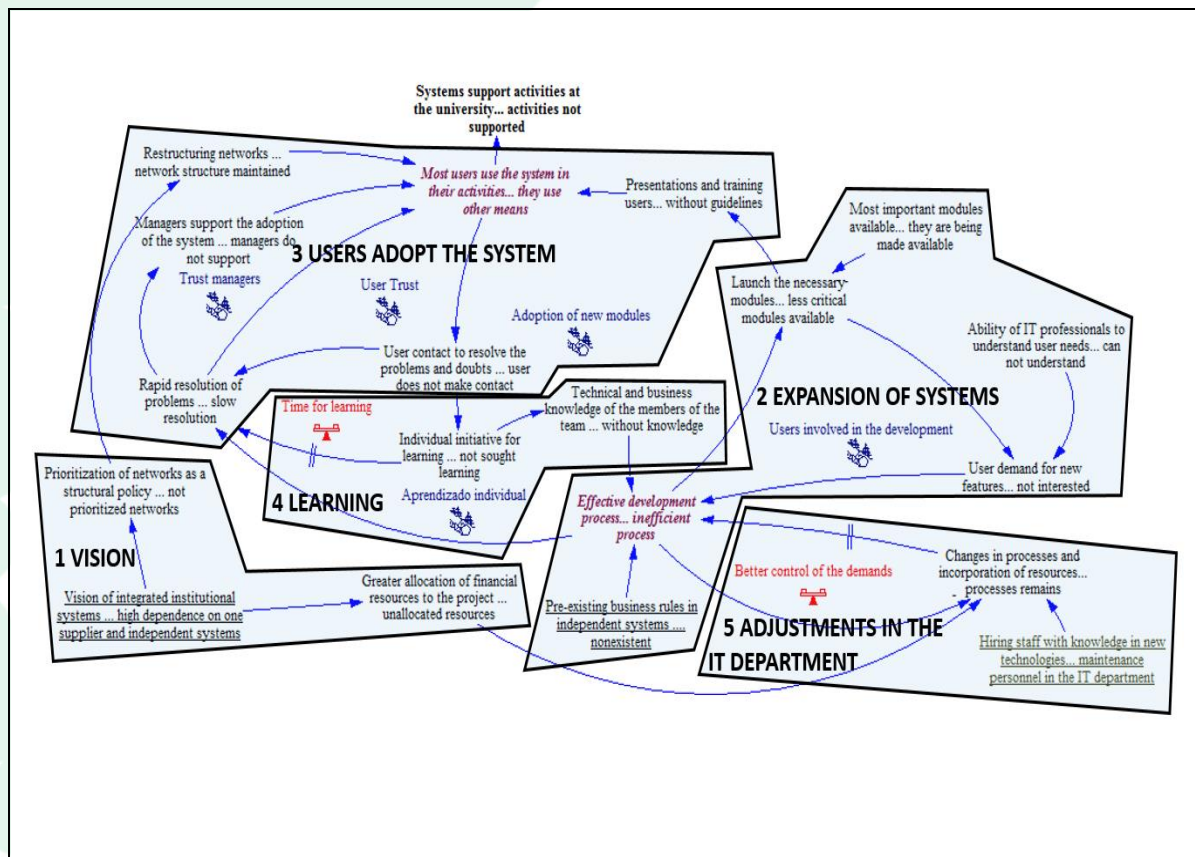 Systems support activities at
the university... activities not
supported
Restructuring networks ...
network structure maintained
Most users use the system in
their activities... they use
other means
Presentations and training
users... without guidelines
Managers support the adoption
of the system ... managers do
not support
3 USERS ADOPT THE SYSTEM
Trust managers
User Trust
Adoption of new modules
User contact to resolve the
problems and doubts ... user
does not make contact
Rapid resolution of
problems ... slow
resolution
Most important modules
available... they are being
made available
Launch the necessary
modules... less critical
modules available
Ability of IT professionals to
understand user needs... can
not understand
2 EXPANSION OF SYSTEMS
Users involved in the development
User demand for new
features... not interested
Time for learning
Technical and business
knowledge of the members of the
team ... without knowledge
Individual initiative for
learning ... not sought
learning
4 LEARNING
Aprendizado individual
Prioritization of networks as a
structural policy ... not
prioritized networks
1 VISION
Vision of integrated institutional
systems ... high dependence on one
supplier and independent systems
Greater allocation of financial
resources to the project ...
unallocated resources
Effective development
process... inefficient
process
Pre-existing business rules in
independent systems ....
nonexistent
Better control of the demands
Changes in processes and
incorporation of resources...
processes remains
5 ADJUSTMENTS IN THE
IT DEPARTMENT
Hiring staff with knowledge in new
technologies... maintenance
personnel in the IT department